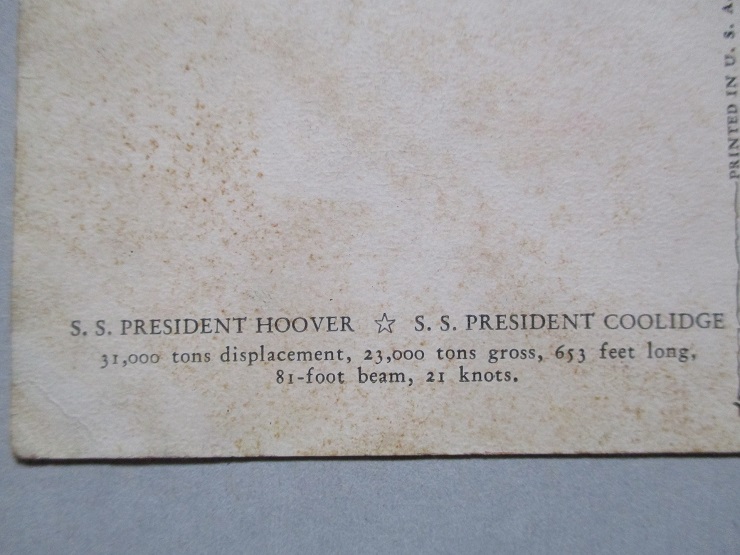 S. S. PRESIDENT HOOVER ☆ S. S. PRESIDENT COOLIDGE
31,000 tons displacement, 23,000 tons gross, 653 feet long,
81-foot beam, 21 knots.
PRINTED IN U. S. A